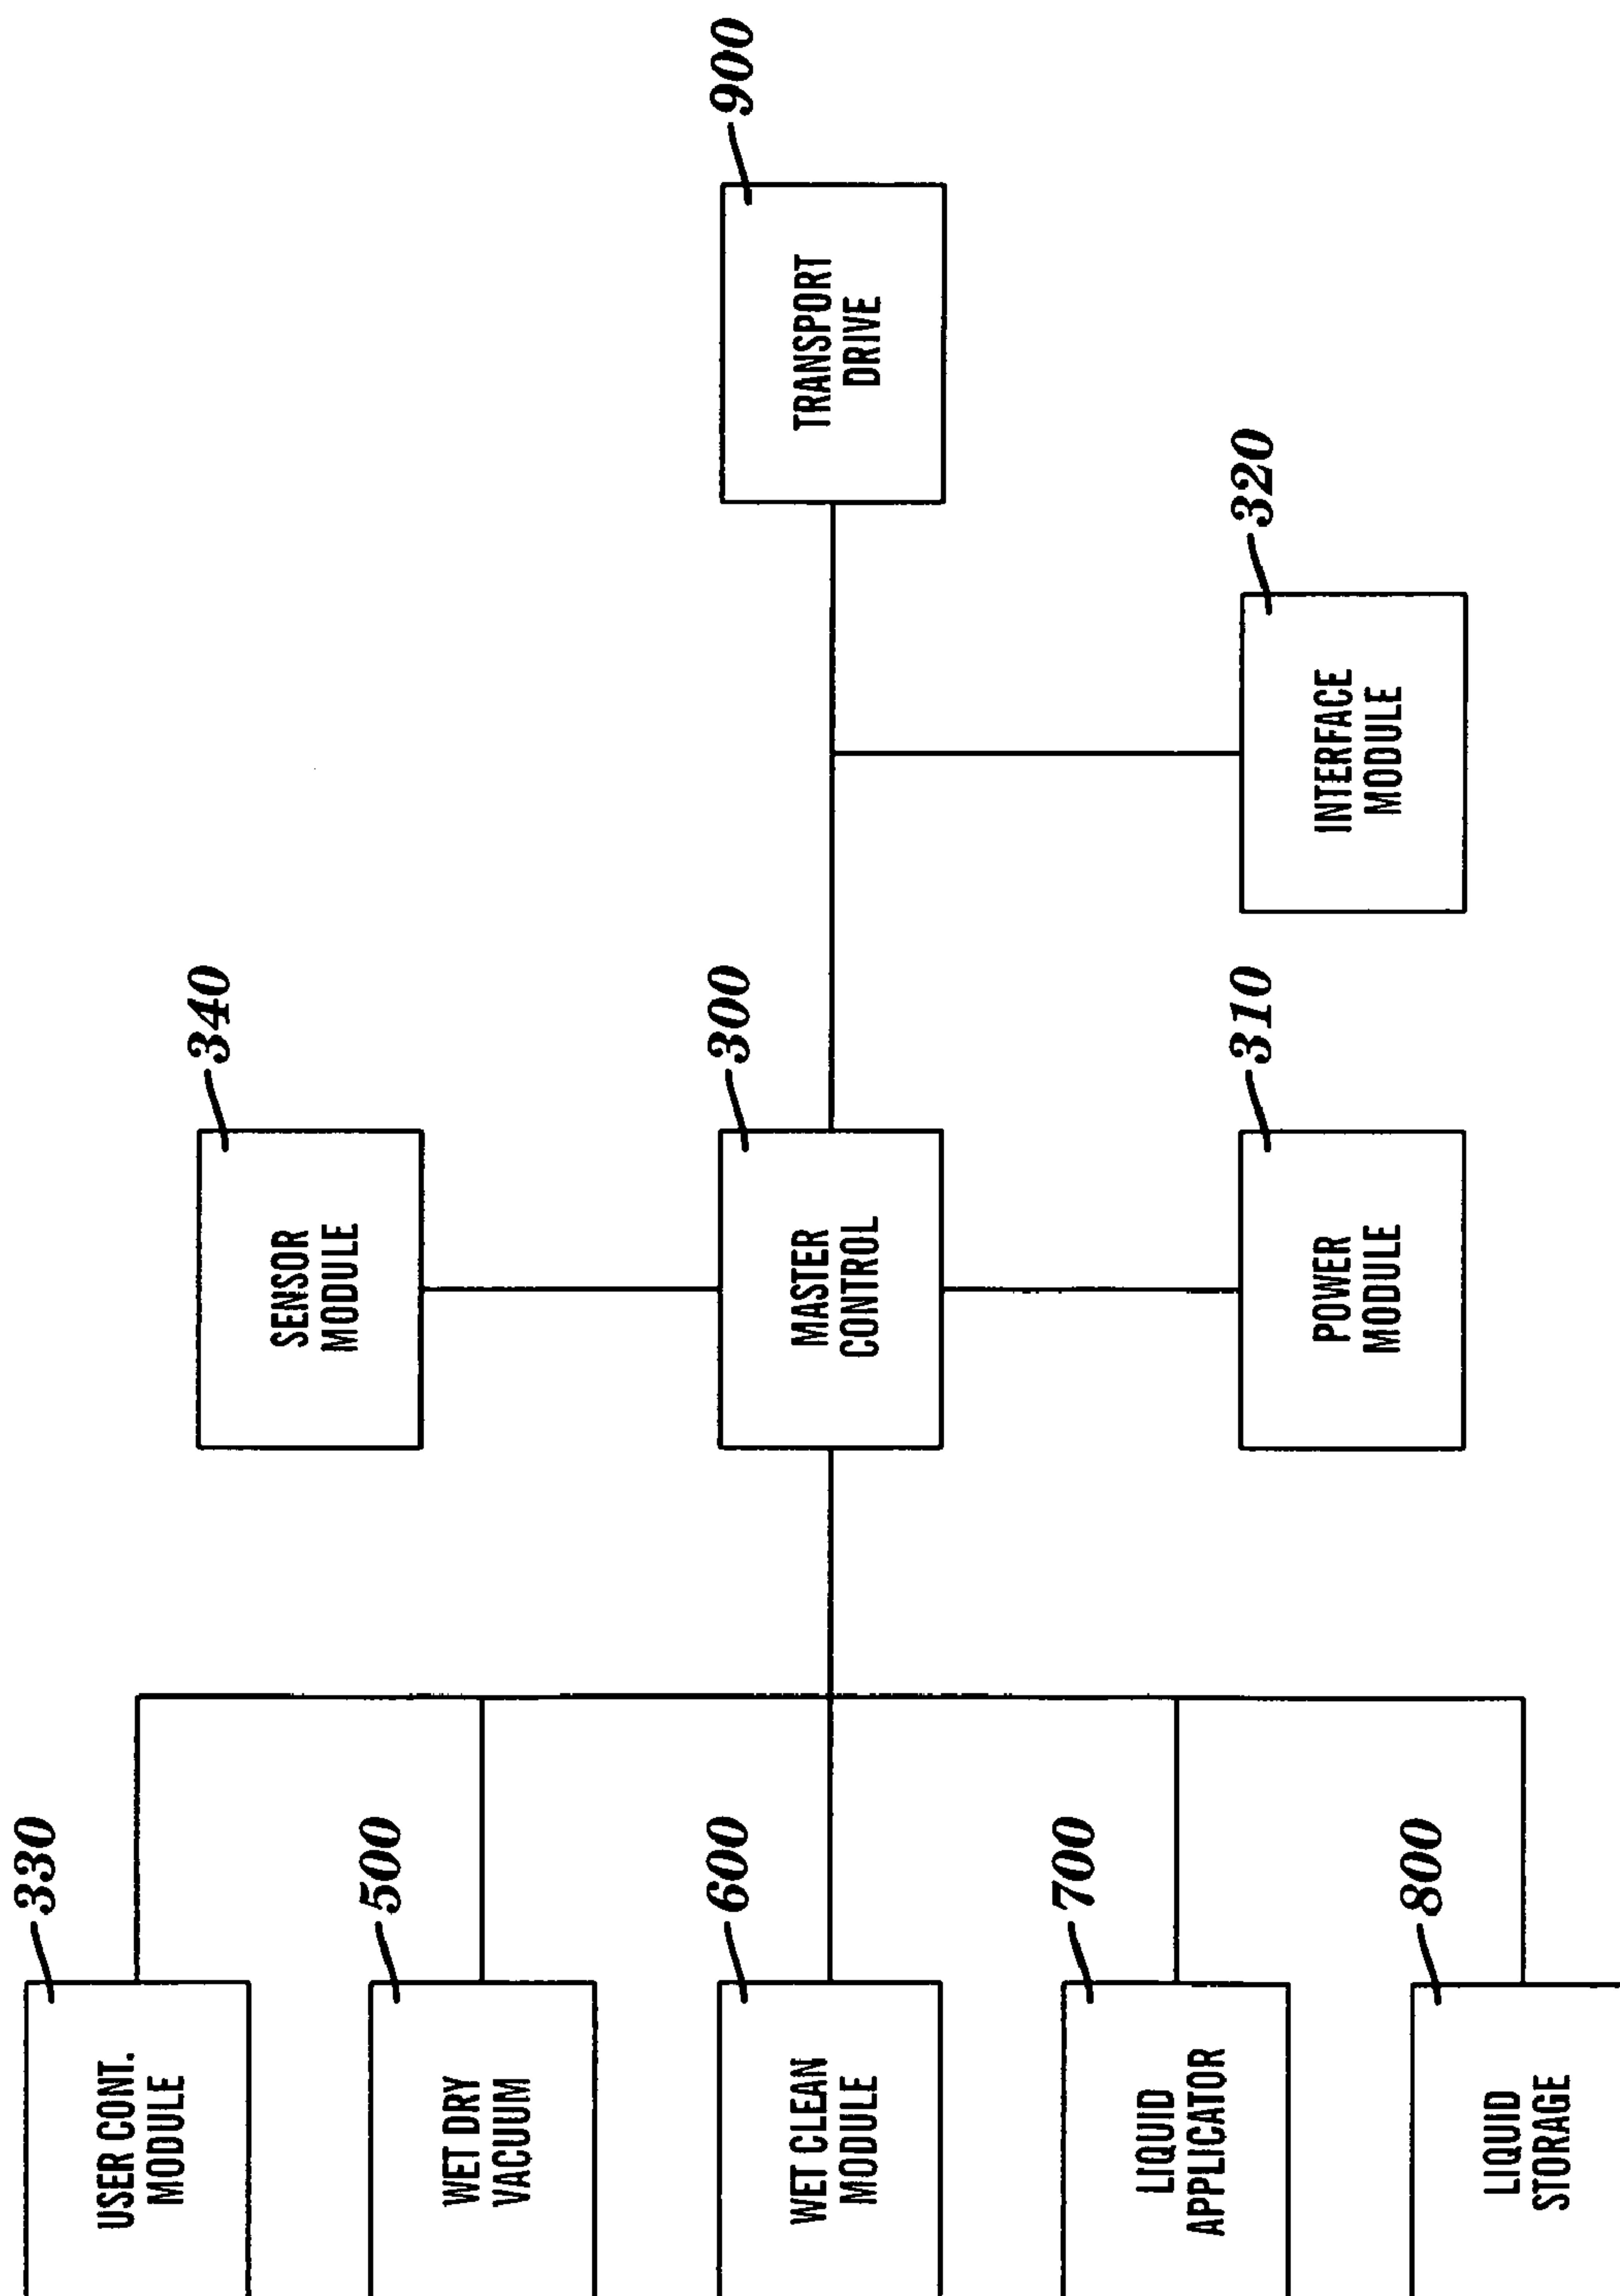 330
USER CONT.
MODULE
340
SENSOR
MODULE
500
WET DRY
VACUUM
600
WET CLEAN
MODULE
300
MASTER
CONTROL
900
TRANSPORT
DRIVE
700
LIQUID
APPLICATOR
310
POWER
MODULE
320
INTERFACE
MODULE
800
LIQUID
STORAGE